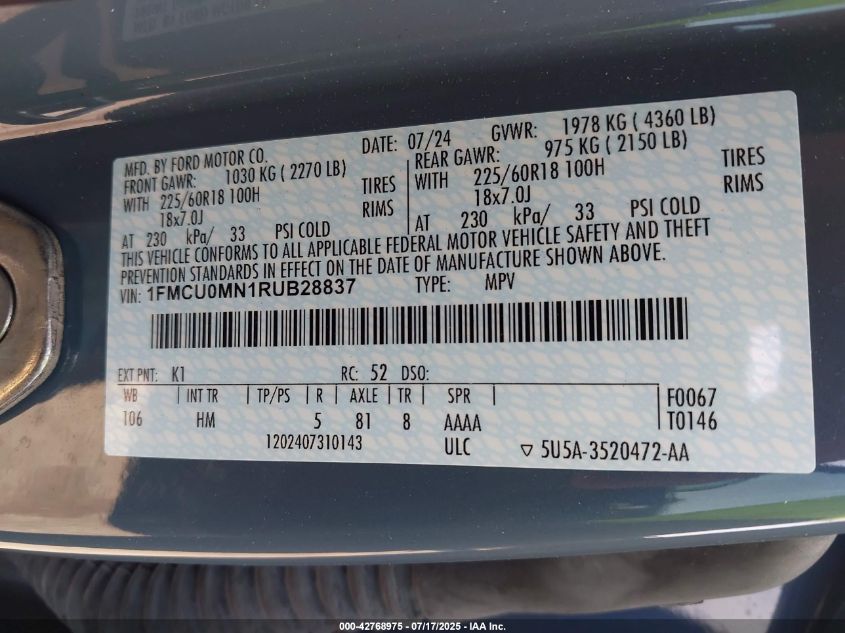 MFD. BY FORD MOTOR CO.
DATE: 07/24 GVWR: 1978 KG ( 4360 LB)
FRONT GAWR: 1030 KG ( 2270 LB)
WITH 225/60R18 100H TIRES
18x7.0J RIMS
AT 230 kPa/ 33 PSI COLD
REAR GAWR: 975 KG ( 2150 LB)
WITH 225/60R18 100H TIRES
18x7.0J RIMS
AT 230 kPa/ 33 PSI COLD
THIS VEHICLE CONFORMS TO ALL APPLICABLE FEDERAL MOTOR VEHICLE SAFETY AND THEFT
PREVENTION STANDARDS IN EFFECT ON THE DATE OF MANUFACTURE SHOWN ABOVE.
VIN: 1FMCU0MN1RUB28837 TYPE: MPV
EXT PNT: K1 RC: 52 DSO:
WB INT TR TP/PS R AXLE TR SPR F0067
106 HM 5 81 8 AAAA T0146
1202407310143 ULC 5U5A-3520472-AA
000-42768975 - 07/17/2025 - IAA, Inc.